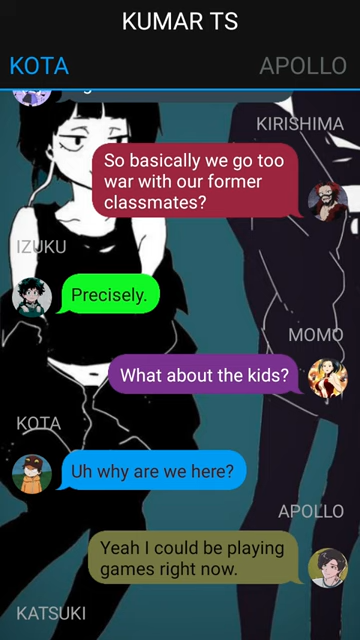 KUMAR TS
KOTA
APOLLO
KIRISHIMA
So basically we go too
war with our former
classmates?
IZUKU
Precisely.
MOMO
What about the kids?
KOTA
Uh why are we here?
APOLLO
Yeah I could be playing
games right now.
KATSUKI